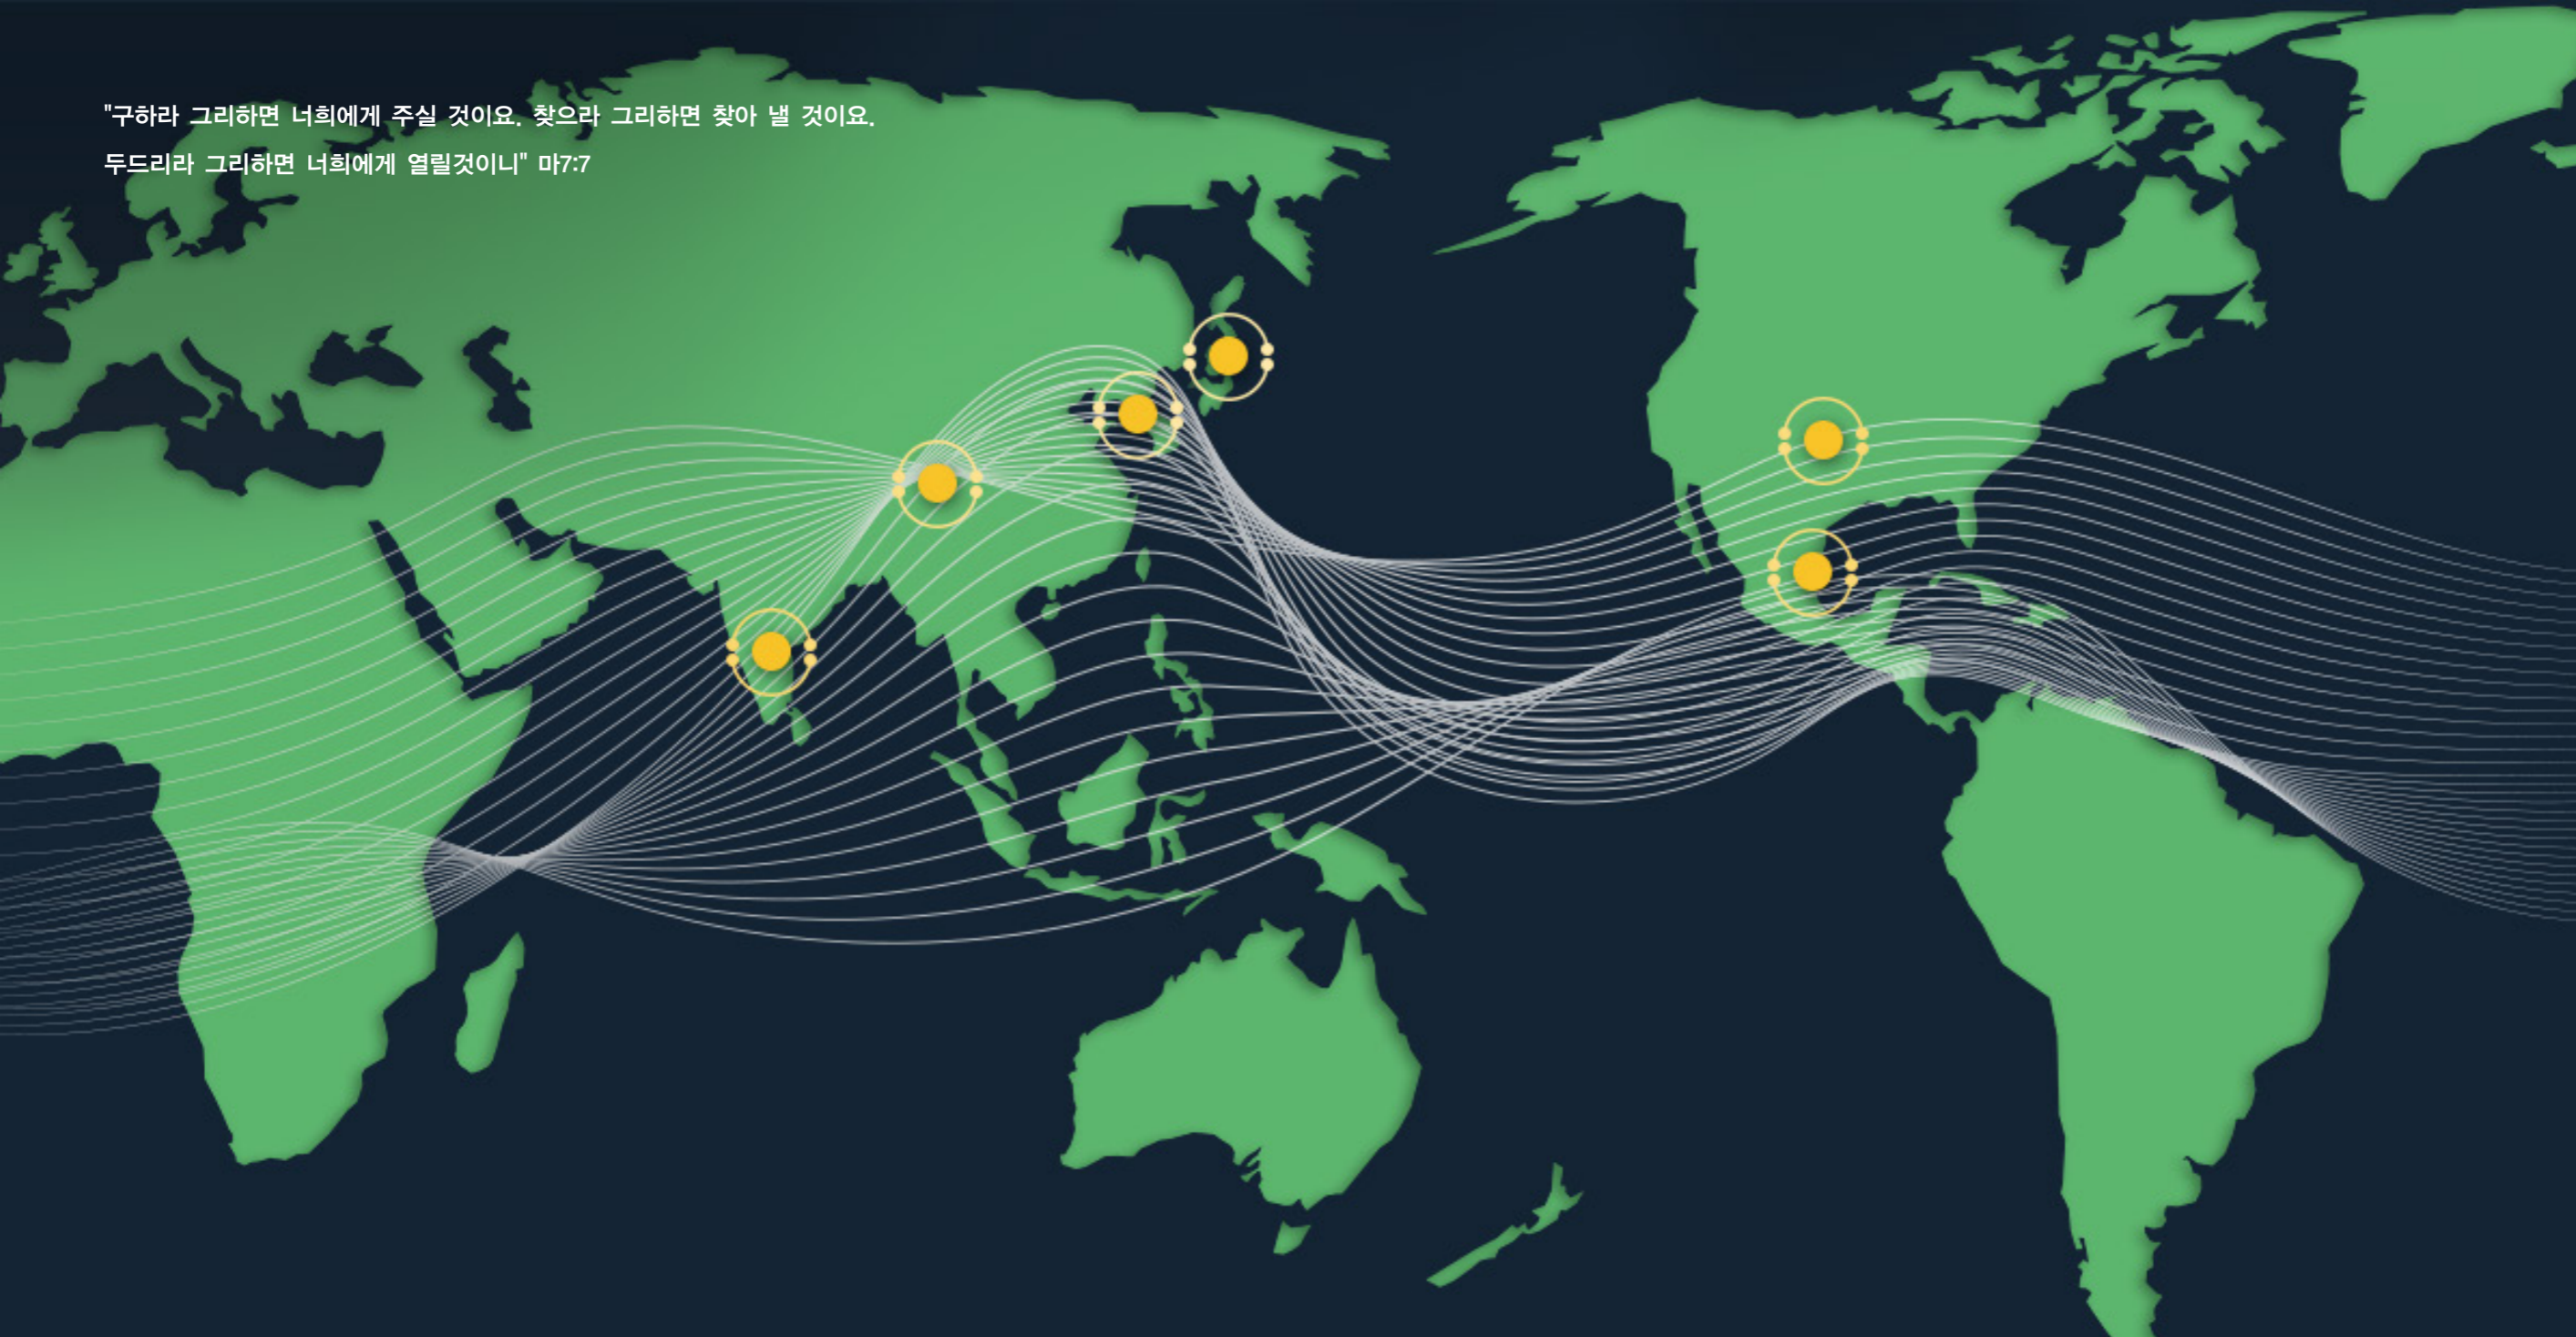 "구하라 그리하면 너희에게 주실 것이요. 찾으라 그리하면 찾아 낼 것이요.
두드리라 그리하면 너희에게 열릴것이니" 마7:7